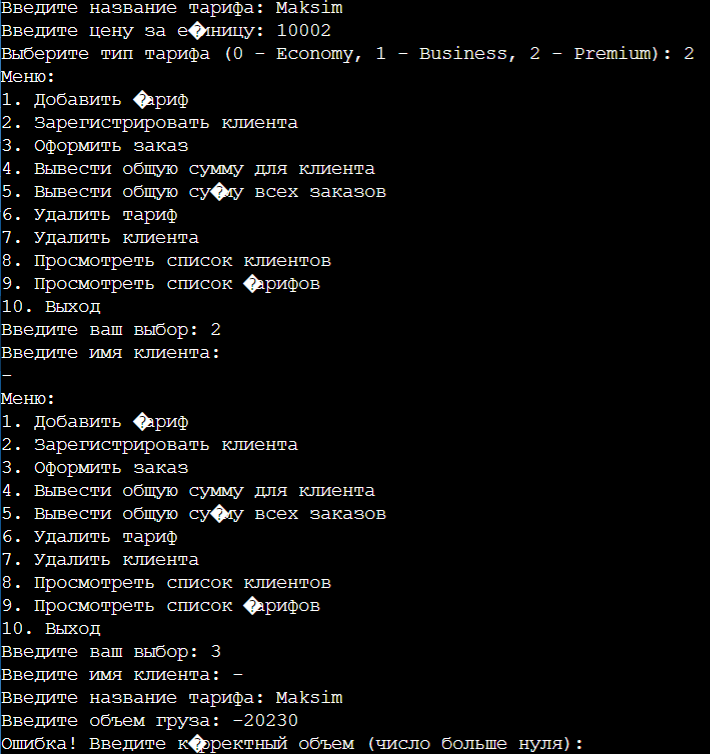 Введите название тарифа: Maksim
Введите цену за е�иницу: 10002
Выберите тип тарифа (0 - Economy, 1 - Business, 2 - Premium): 2
Меню:
1. Добавить �ариф
2. Зарегистрировать клиента
3. Оформить заказ
4. Вывести общую сумму для клиента
5. Вывести общую су�му всех заказов
6. Удалить тариф
7. Удалить клиента
8. Просмотреть список клиентов
9. Просмотреть список �арифов
10. Выход
Введите ваш выбор: 2
Введите имя клиента:
-
Меню:
1. Добавить �ариф
2. Зарегистрировать клиента
3. Оформить заказ
4. Вывести общую сумму для клиента
5. Вывести общую су�му всех заказов
6. Удалить тариф
7. Удалить клиента
8. Просмотреть список клиентов
9. Просмотреть список �арифов
10. Выход
Введите ваш выбор: 3
Введите имя клиента: -
Введите название тарифа: Maksim
Введите объем груза: -20230
Ошибка! Введите к�рректный объем (число больше нуля):